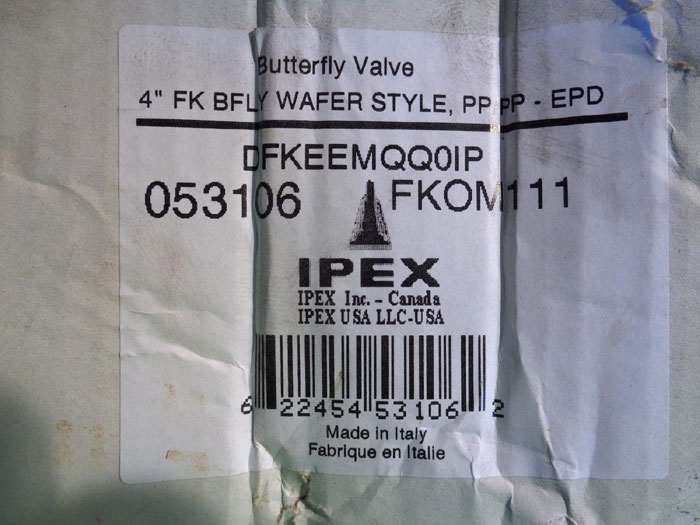 Butterfly Valve
4" FK BFLY WAFER STYLE, PP/PP - EPD
DFKEEMQQ0IP
053106 FKOM111
IPEX
IPEX Inc. - Canada
IPEX USA LLC-USA
6 22454 53106 2
Made in Italy
Fabrique en Italie